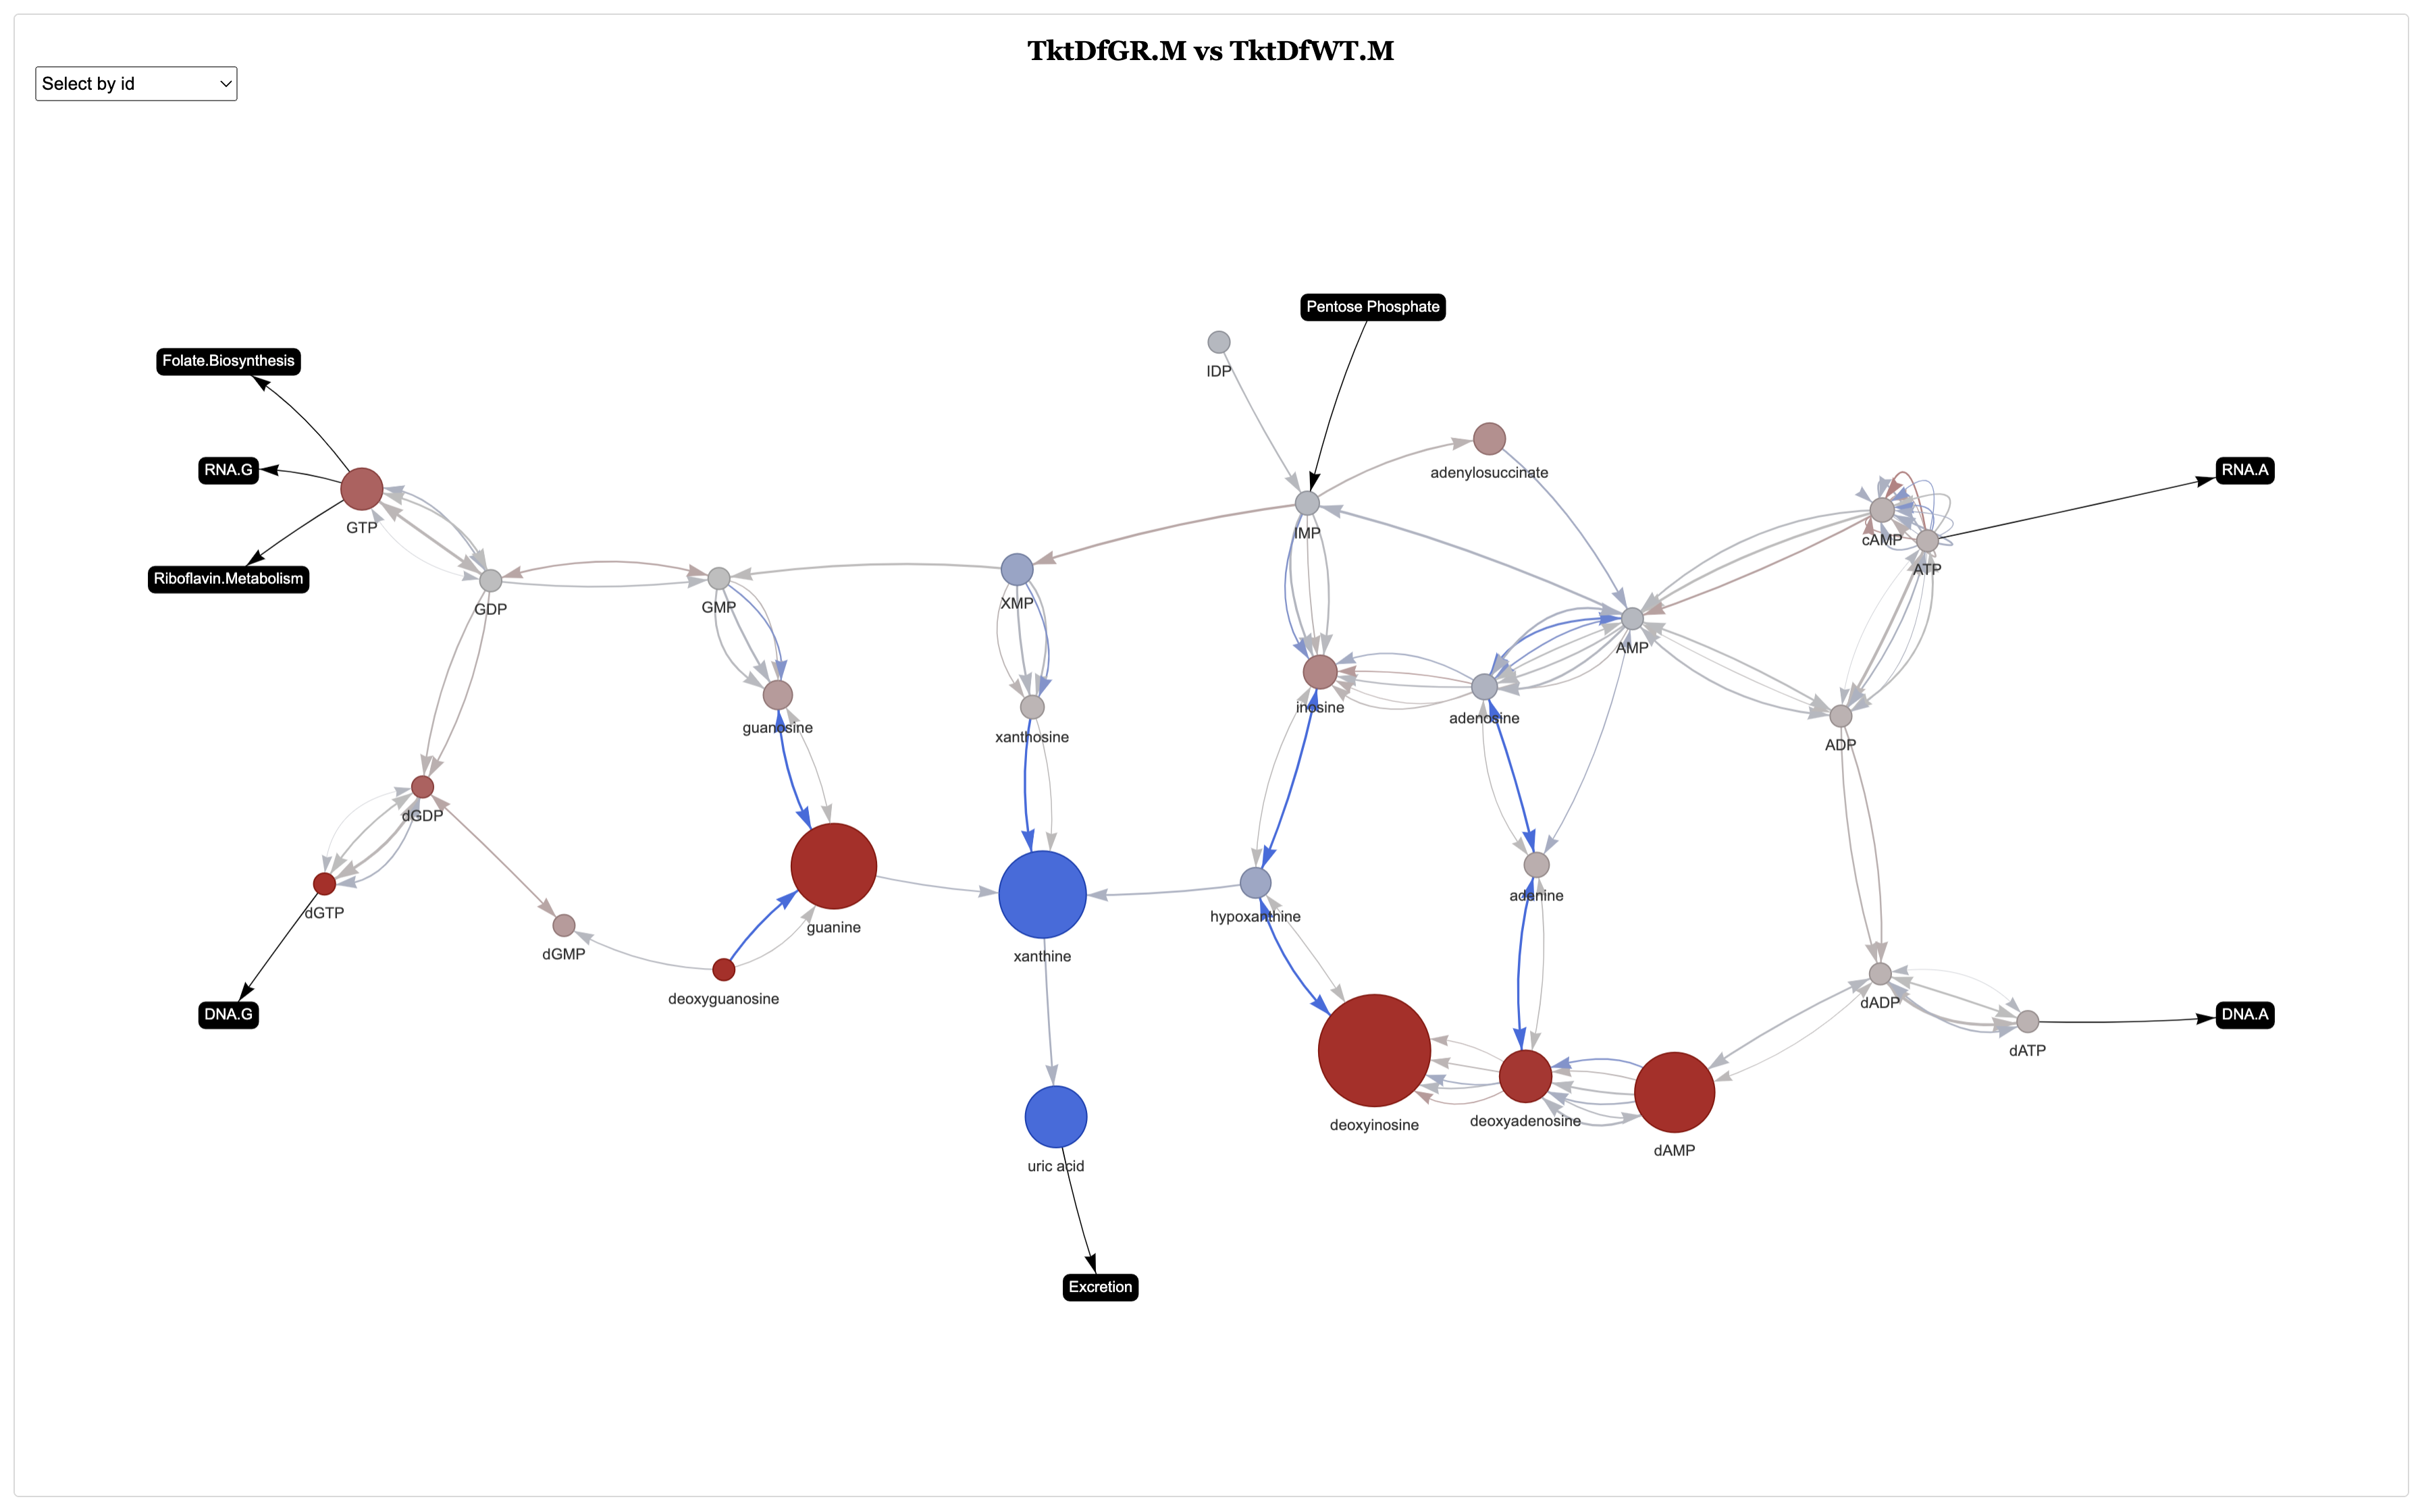 TktDfGR.M vs TktDfWT.M
Select by id
Pentose Phosphate
IDP
Folate.Biosynthesis
adenylosuccinate
RNA.G
RNA.A
GTP
IMP
cAMP
ATP
Riboflavin.Metabolism
XMP
GDP
GMP
AMP
inosine
adenosine
guanosine
xanthosine
ADP
dGDP
adenine
dGTP
hypoxanthine
guanine
dGMP
xanthine
deoxyguanosine
dADP
DNA.G
DNA.A
dATP
deoxyinosine
deoxyadenosine
dAMP
uric acid
Excretion